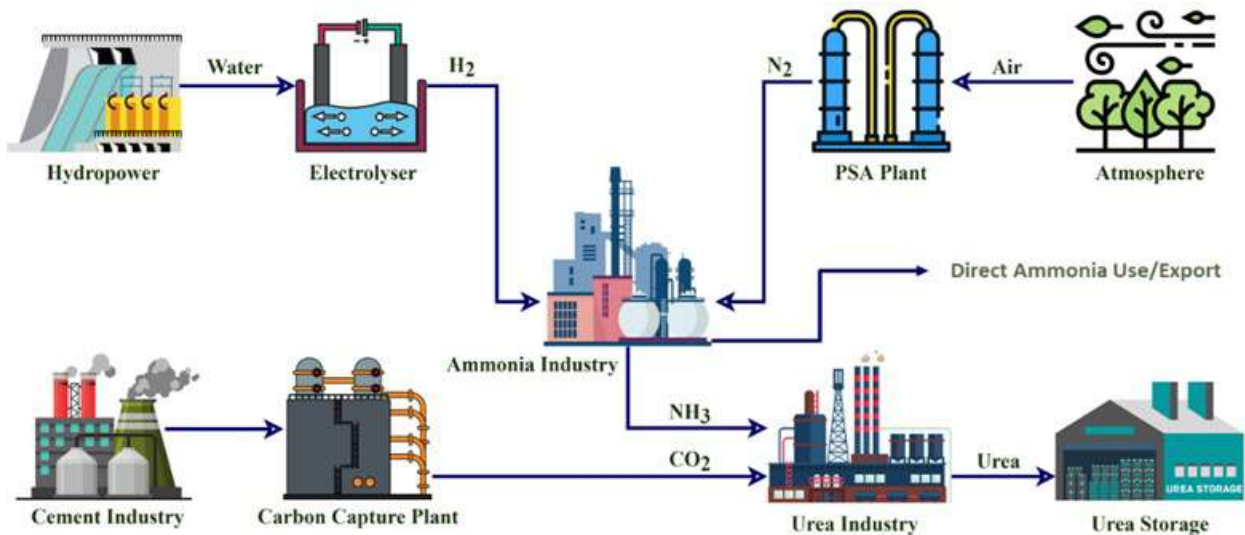 Water
H2
N2
Air
Hydropower
Electrolyser
PSA Plant
Atmosphere
Direct Ammonia Use/Export
Ammonia Industry
NH3
CO2
Urea
UREA STORAGE
Cement Industry
Carbon Capture Plant
Urea Industry
Urea Storage